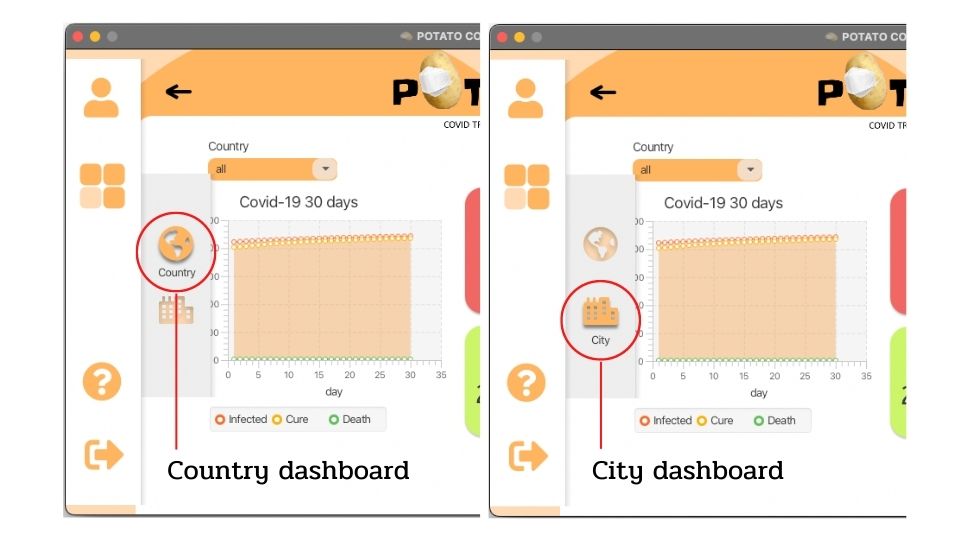 POTATO CO
P T
COVID TR
Country
all
Covid-19 30 days
Country
0
0 5 10 15 20 25 30 35
day
Infected Cure Death
Country dashboard
POTATO CO
P T
COVID TR
Country
all
Covid-19 30 days
City
0
0 5 10 15 20 25 30 35
day
Infected Cure Death
City dashboard